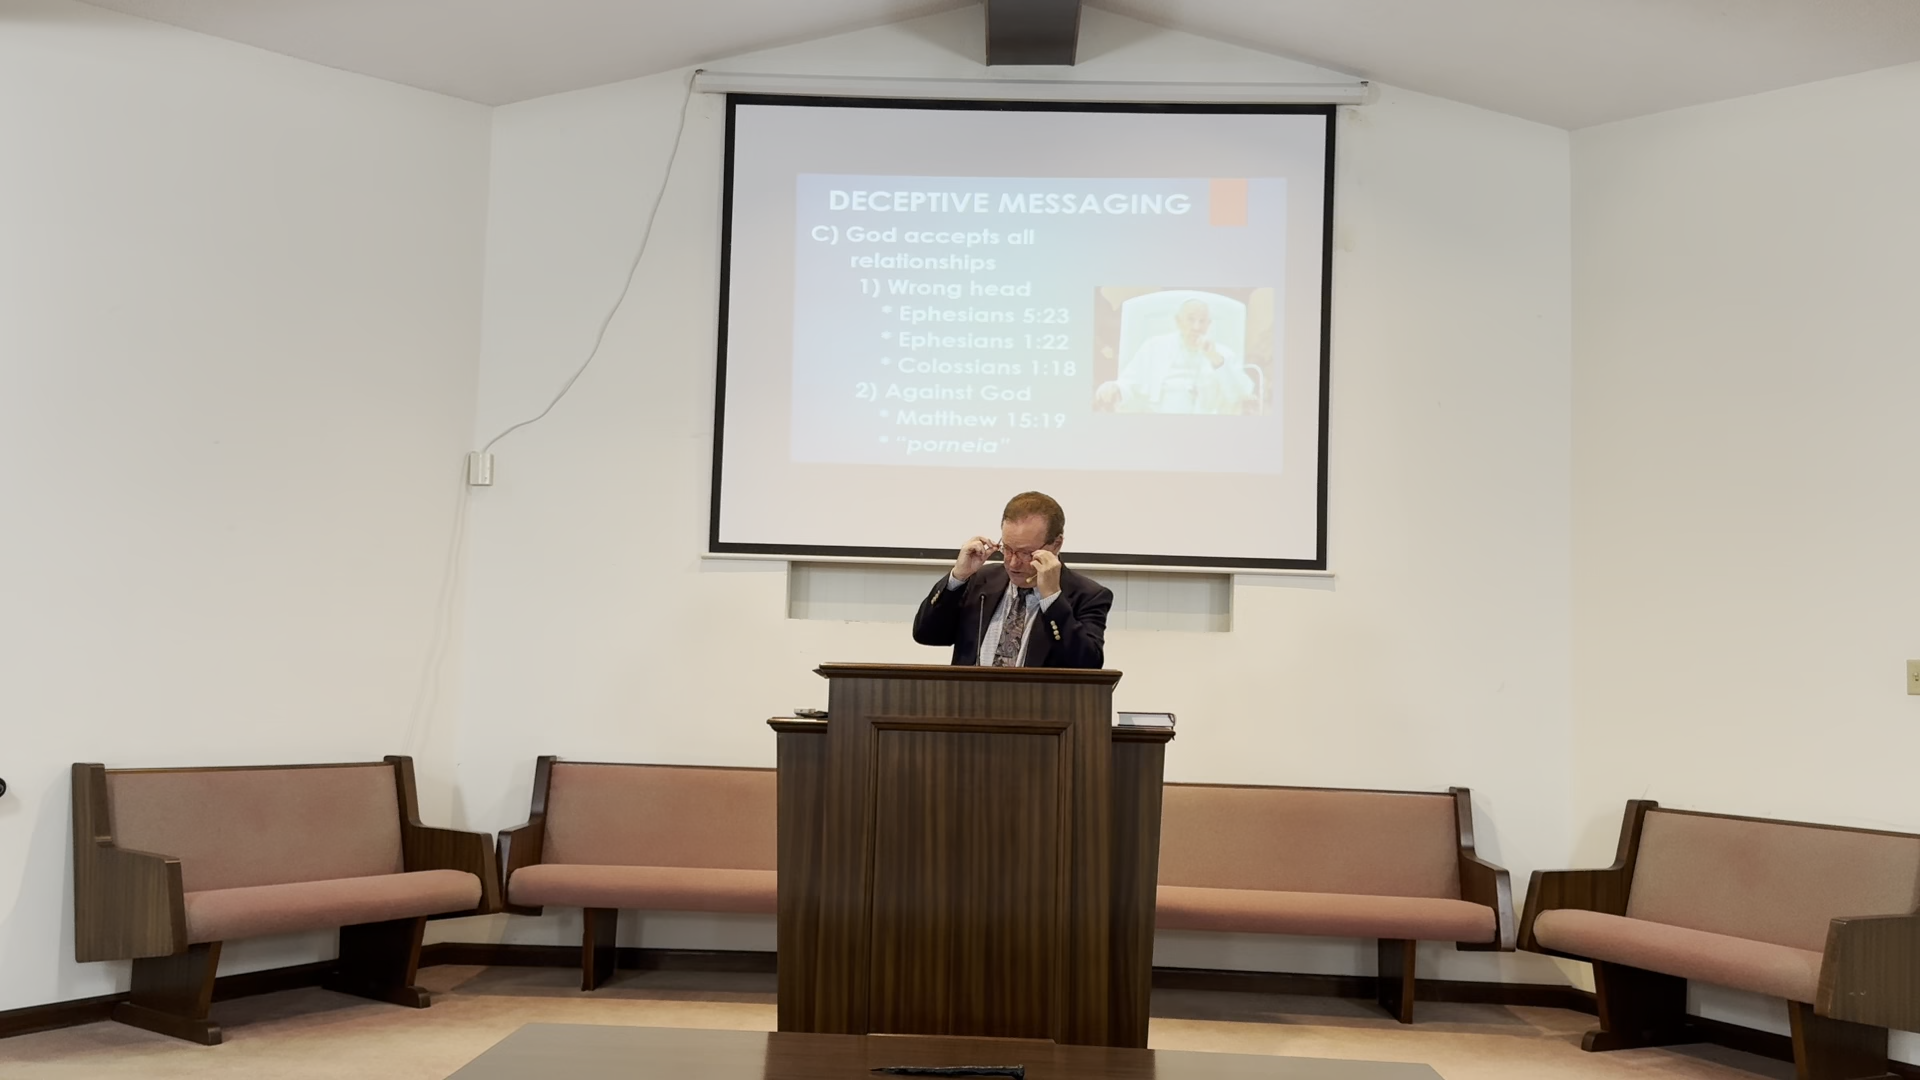 DECEPTIVE MESSAGING
C) God accepts all
relationships
1) Wrong head
* Ephesians 5:23
* Ephesians 1:22
* Colossians 1:18
2) Against God
* Matthew 15:19
* "porneia"